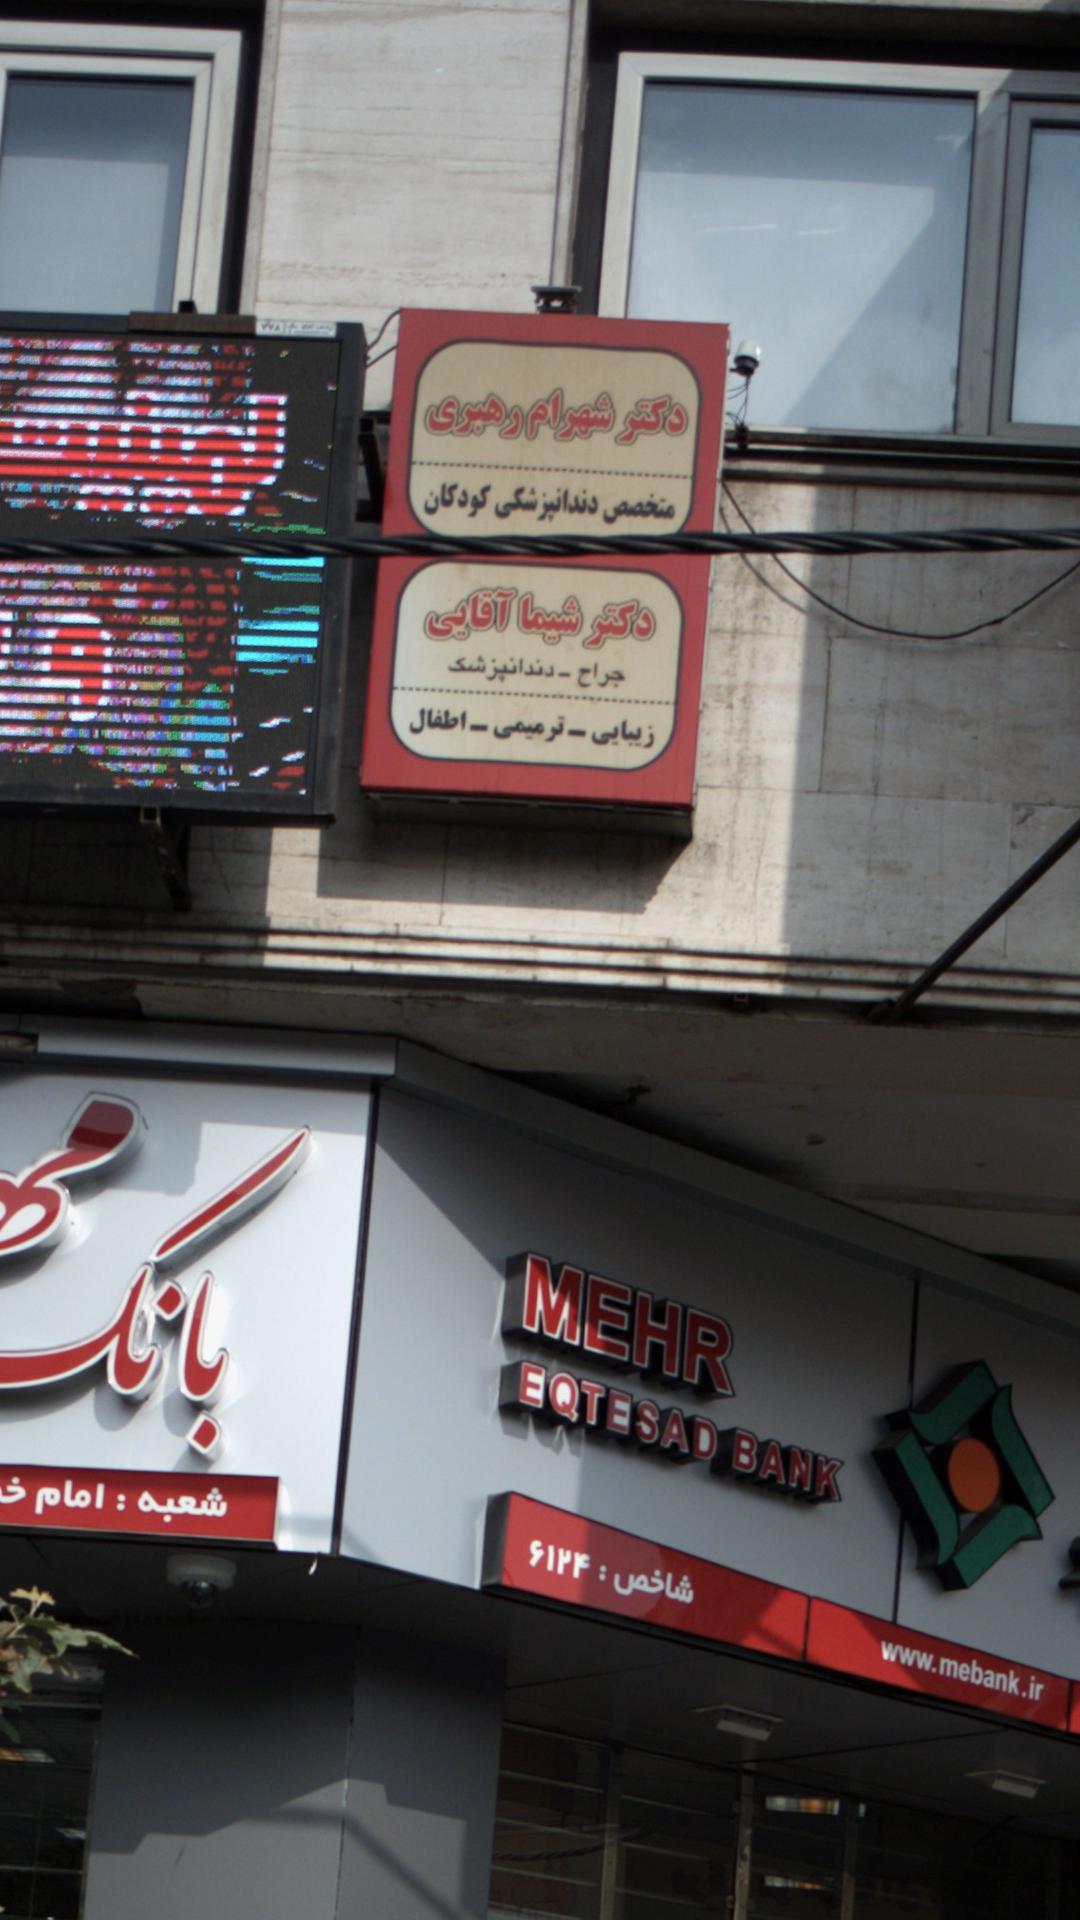 دکتر شهرام رهبری
متخصص دندانپزشکی کودکان
دکتر شیما آقایی
جراح - دندانپزشک
زیبایی - ترمیمی - اطفال
بانک
شعبه : امام
MEHR
EQTESAD BANK
شاخص : ۶۱۲۴
www.mebank.ir